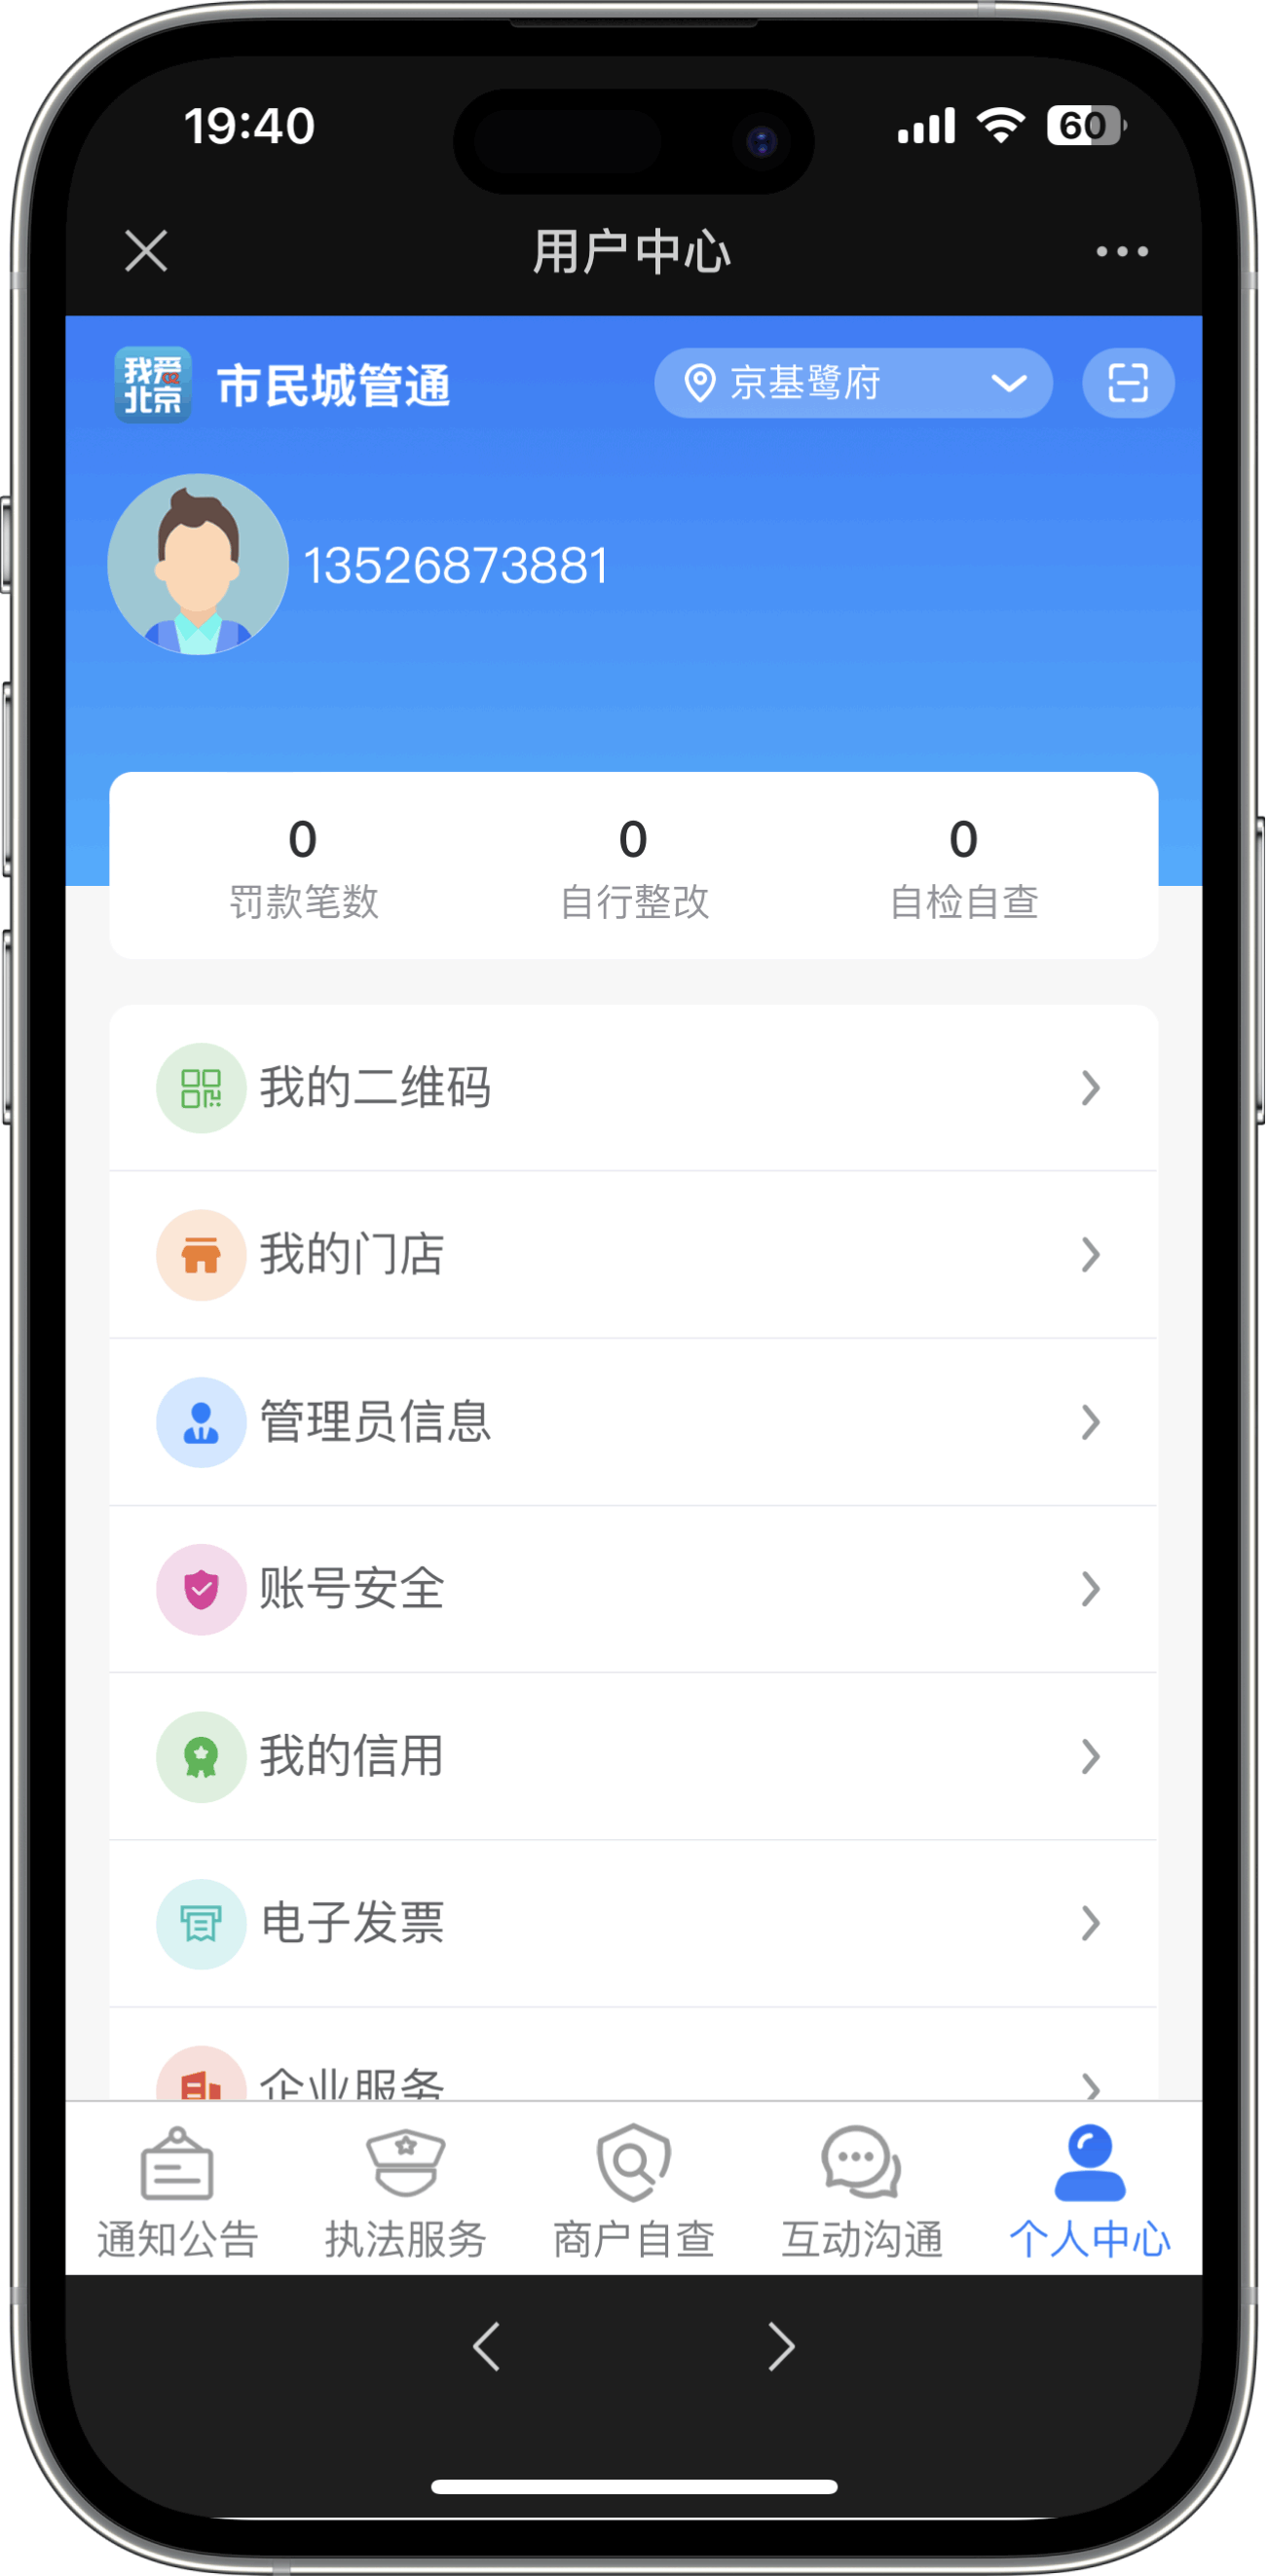 19:40
60
用户中心
我爱
北京
市民城管通
京基鹭府
13526873881
0 0 0
罚款笔数 自行整改 自检自查
我的二维码
我的门店
管理员信息
账号安全
我的信用
电子发票
企业服务
通知公告 执法服务 商户自查 互动沟通 个人中心